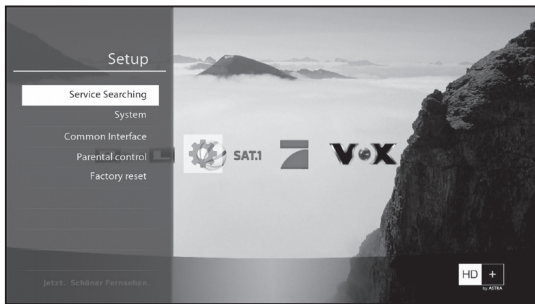 Setup
Service Searching
System
Common Interface
Parental control
Factory reset
SAT.1
VOX
Jetzt. Schöner Fernsehen.
HD +
by ASTRA